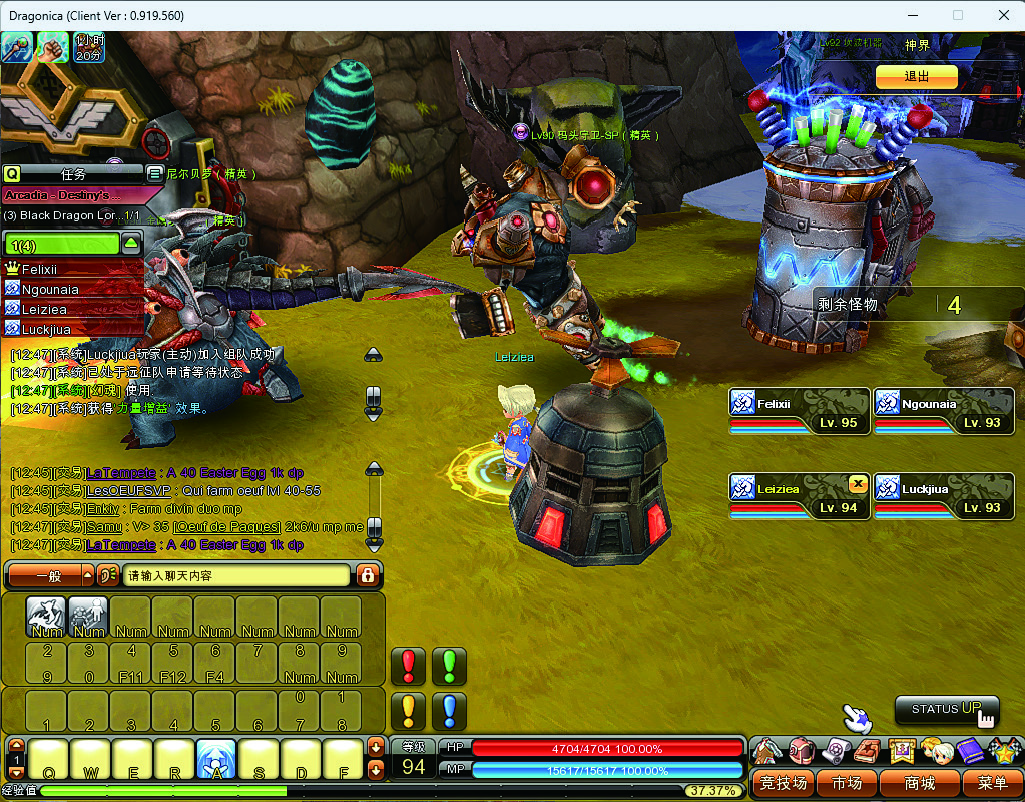 Dragonica (Client Ver : 0.919.560)
1小时
20分
神界
退出
Lv90 码头守卫-SP ( 精英 )
Q
任务
尼尔贝罗 ( 精英 )
Arcadia - Destiny's ...
(3) Black Dragon Lor...1/1
( 精英 )
1(4)
Felixii
Ngounaia
Leiziea
Luckjiua
剩余怪物
4
[12:47][系统]Luckjiua玩家(主动)加入组队成功
[12:47][系统]已处于远征队申请等待状态
[12:47][系统][幻魂] 使用
[12:47][系统]获得'力量增益' 效果。
Leiziea
Felixii
Lv. 95
Ngounaia
Lv. 93
[12:45][交易]LaTempete : A 40 Easter Egg 1k dp
[12:45][交易]LesOEUFSVP : Qui farm oeuf lvl 40-55
[12:45][交易]Enkiy : Farm divin duo mp
[12:47][交易]Samu : V> 35 [Oeuf de Paques] 2k6/u mp me
[12:47][交易]LaTempete : A 40 Easter Egg 1k dp
Leiziea
Lv. 94
Luckjiua
Lv. 93
一般
请输入聊天内容
Num Num Num Num Num Num Num Num
2 3 4 5 6 7 8 9
9 0 F11 F12 F4 Num Num
0 1
1 2 3 4 5 6 7 8
STATUS UP
1
Q W E R A S D F
等级
94
HP
4704/4704 100.00%
MP
15617/15617 100.00%
经验值
37.37%
竞技场
市场
商城
菜单